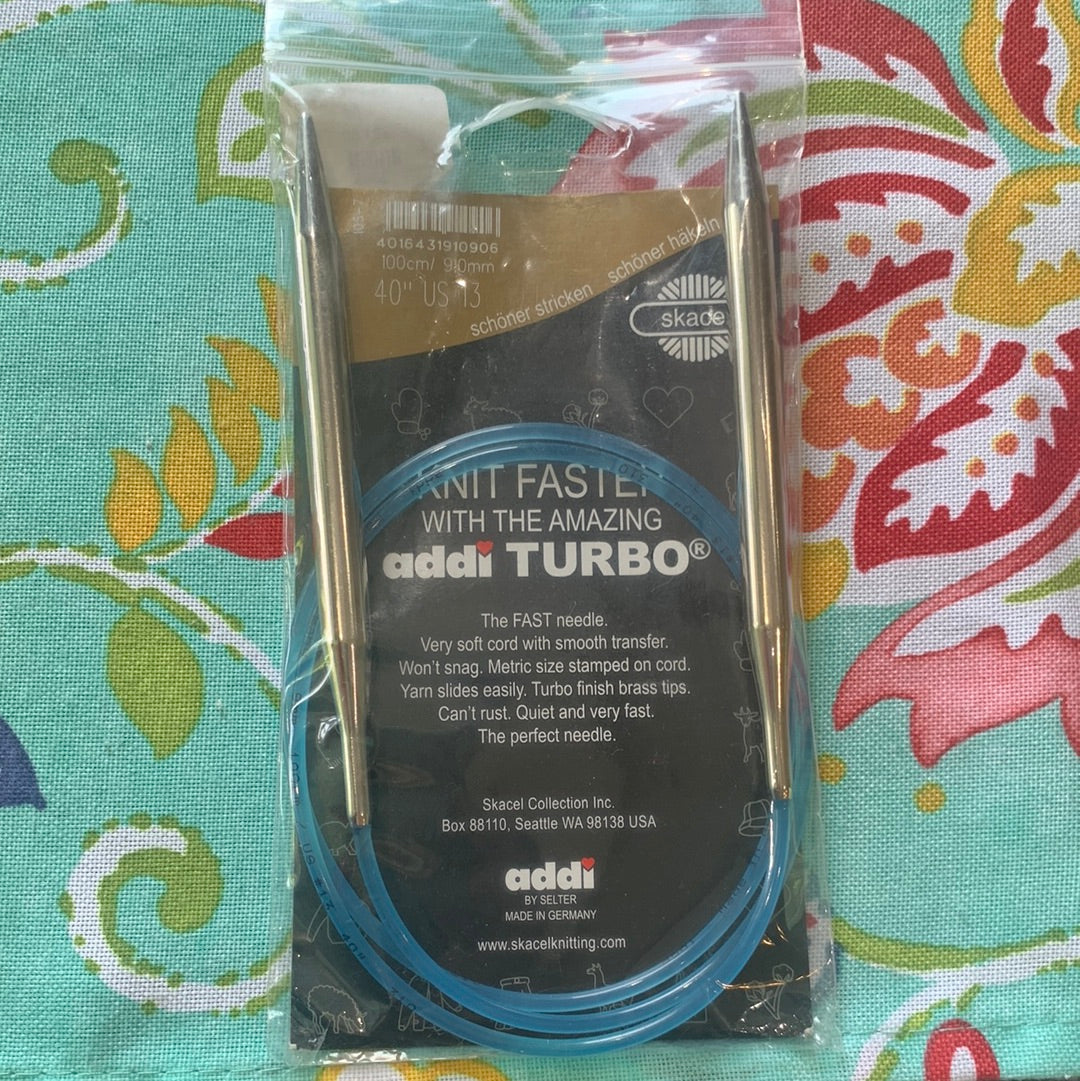 4016431910906
100cm/ 9,0mm
40" US 13
schöner stricken schöner häkeln
skace
KNIT FASTER
WITH THE AMAZING
addi TURBO®
The FAST needle.
Very soft cord with smooth transfer.
Won't snag. Metric size stamped on cord.
Yarn slides easily. Turbo finish brass tips.
Can't rust. Quiet and very fast.
The perfect needle.
Skacel Collection Inc.
Box 88110, Seattle WA 98138 USA
addi
BY SELTER
MADE IN GERMANY
www.skacelknitting.com